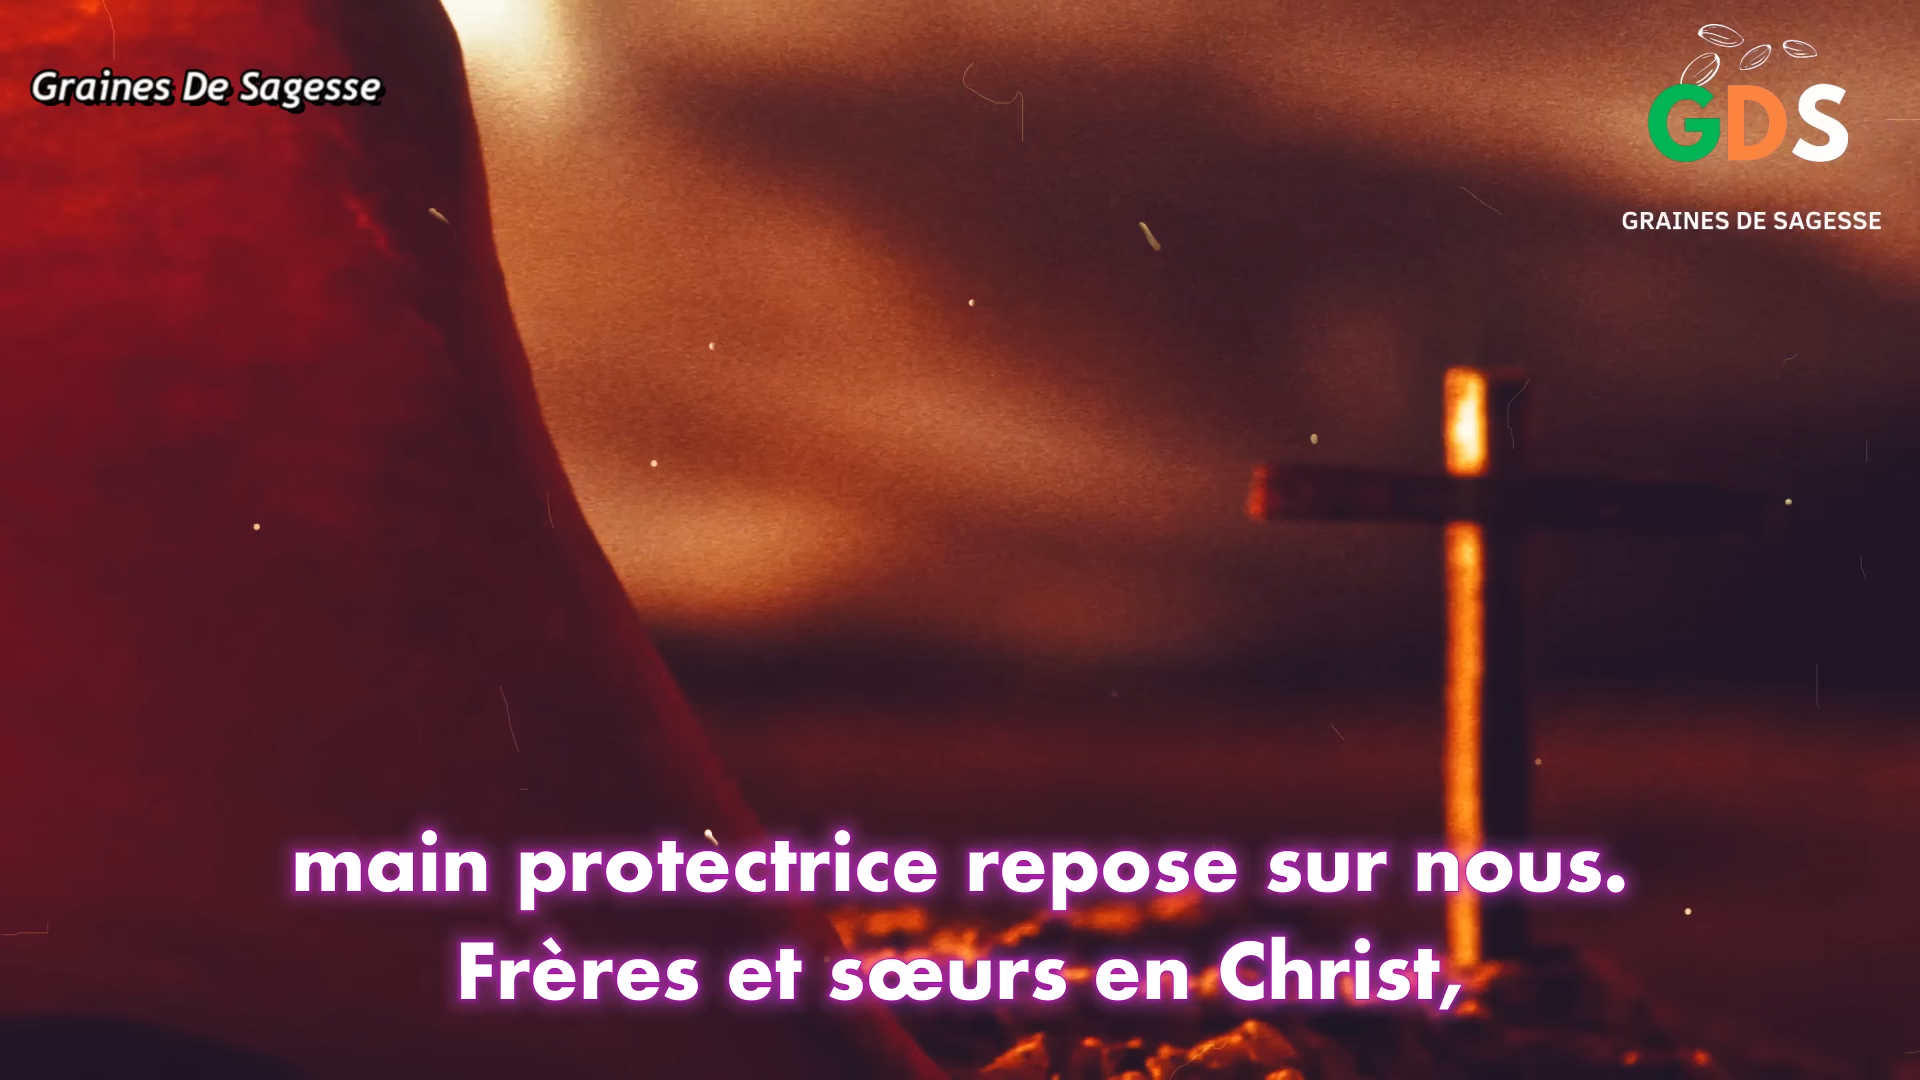 Graines De Sagesse
GDS
GRAINES DE SAGESSE
main protectrice repose sur nous.
Frères et sœurs en Christ,